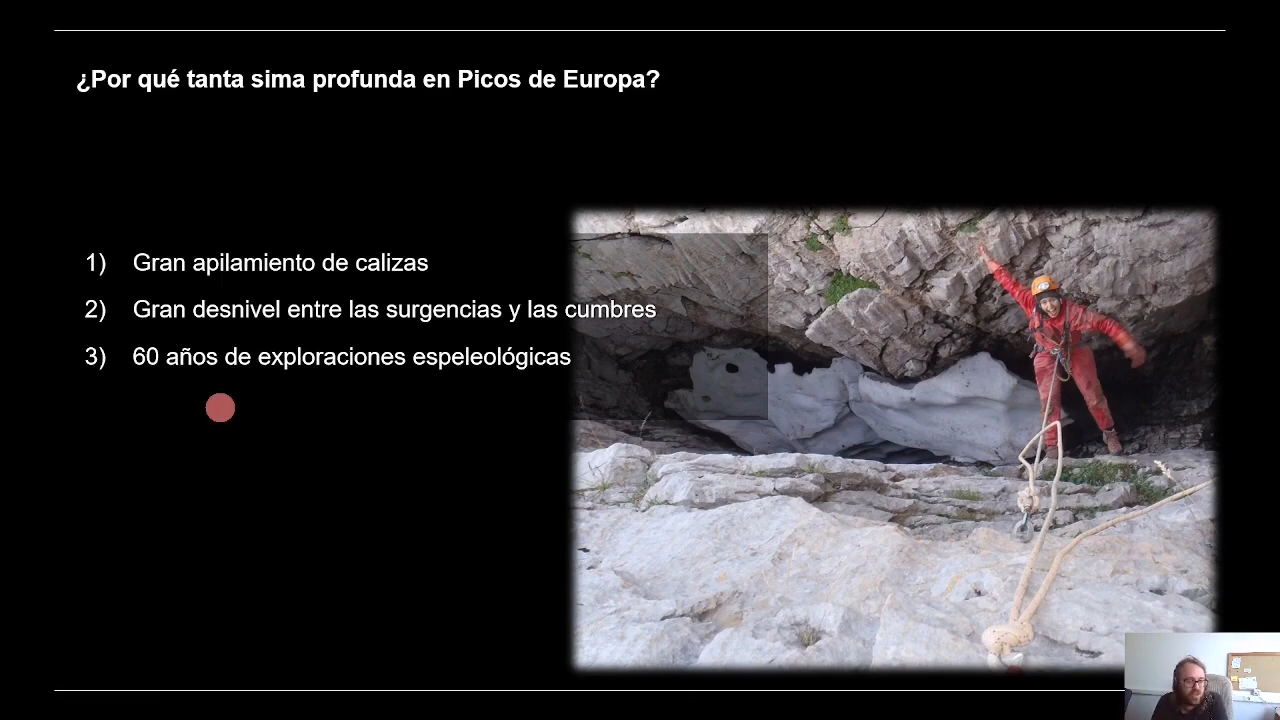 ¿Por qué tanta sima profunda en Picos de Europa?
1) Gran apilamiento de calizas
2) Gran desnivel entre las surgencias y las cumbres
3) 60 años de exploraciones espeleológicas